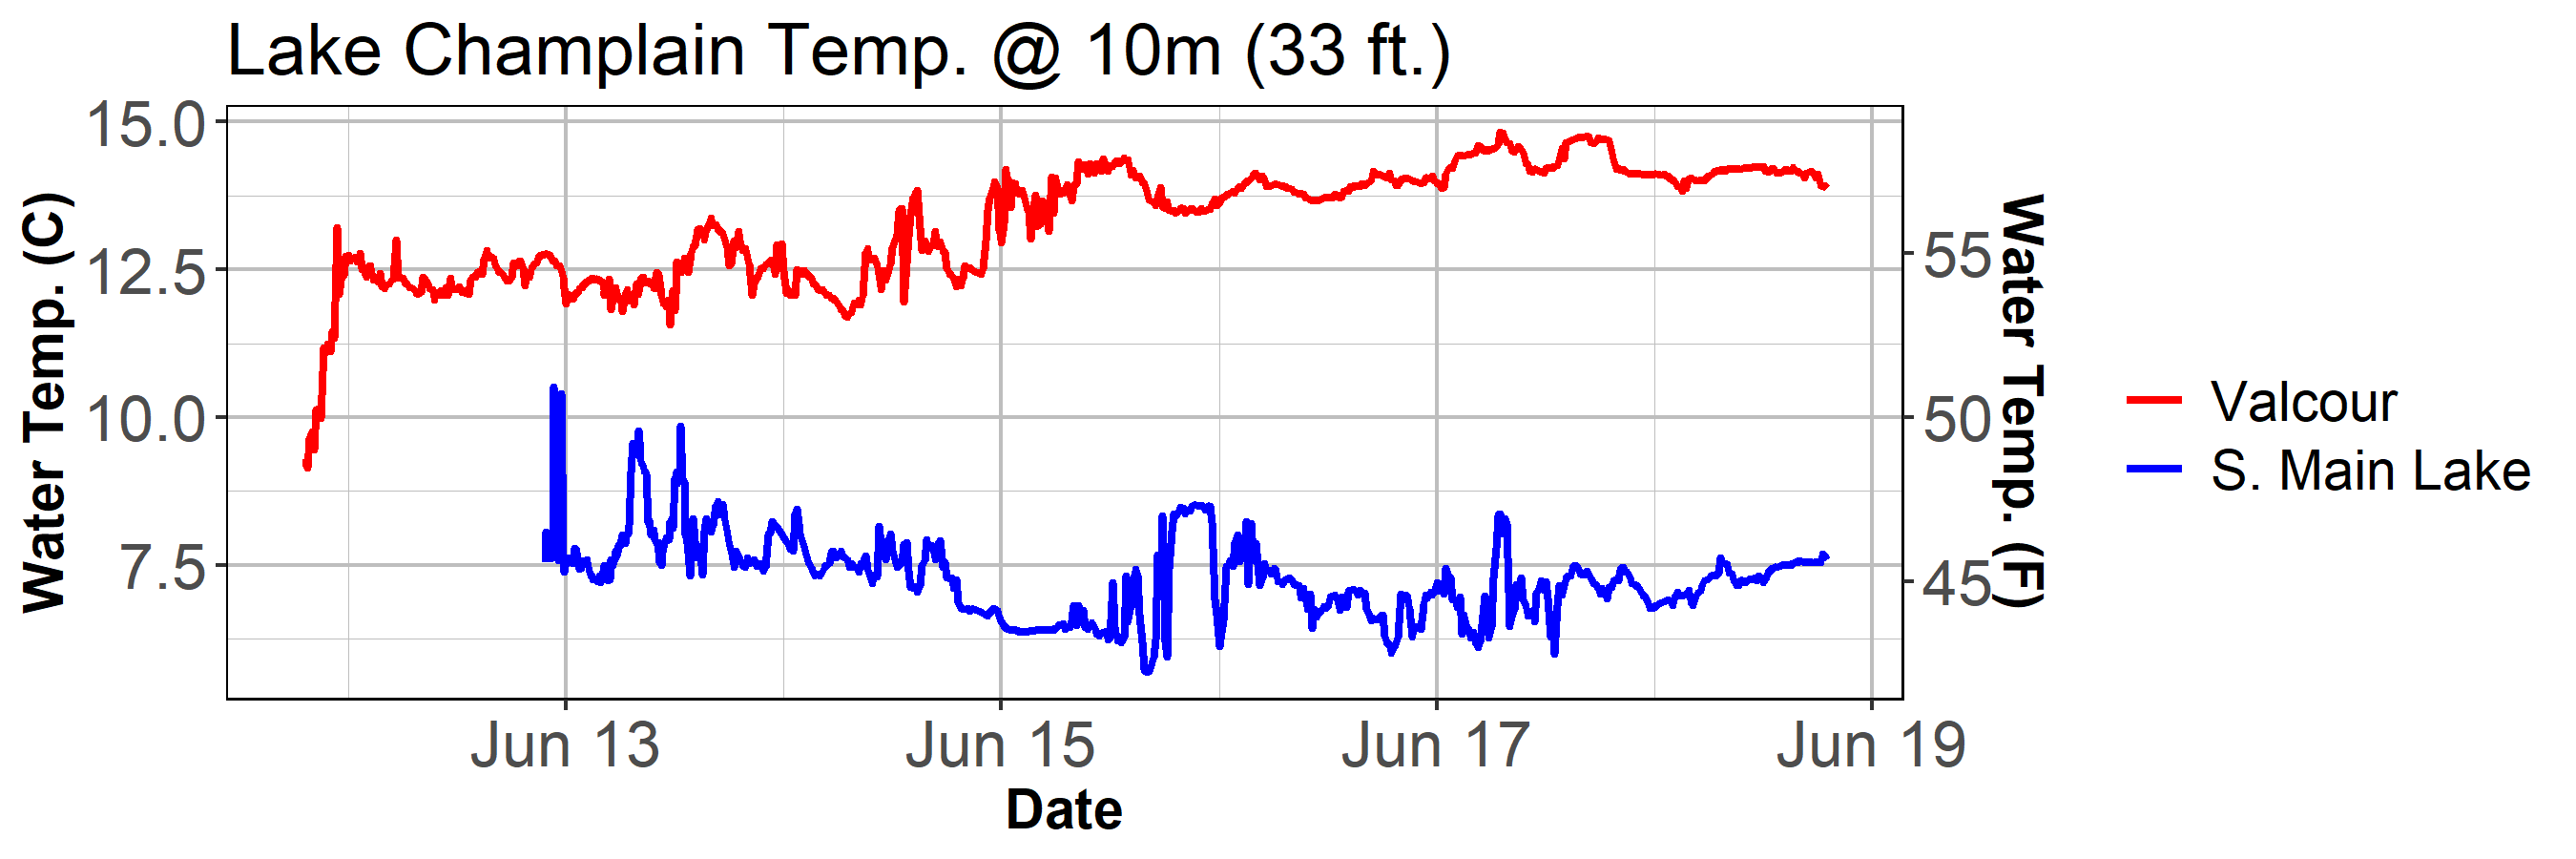 Lake Champlain Temp. @ 10m (33 ft.)
Water Temp. (C)
15.0
12.5
10.0
7.5
Jun 13
Jun 15
Jun 17
Jun 19
Date
55
50
45
Water Temp. (F)
Valcour
S. Main Lake